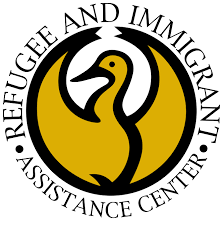 • REFUGEE AND IMMIGRANT •
ASSISTANCE CENTER